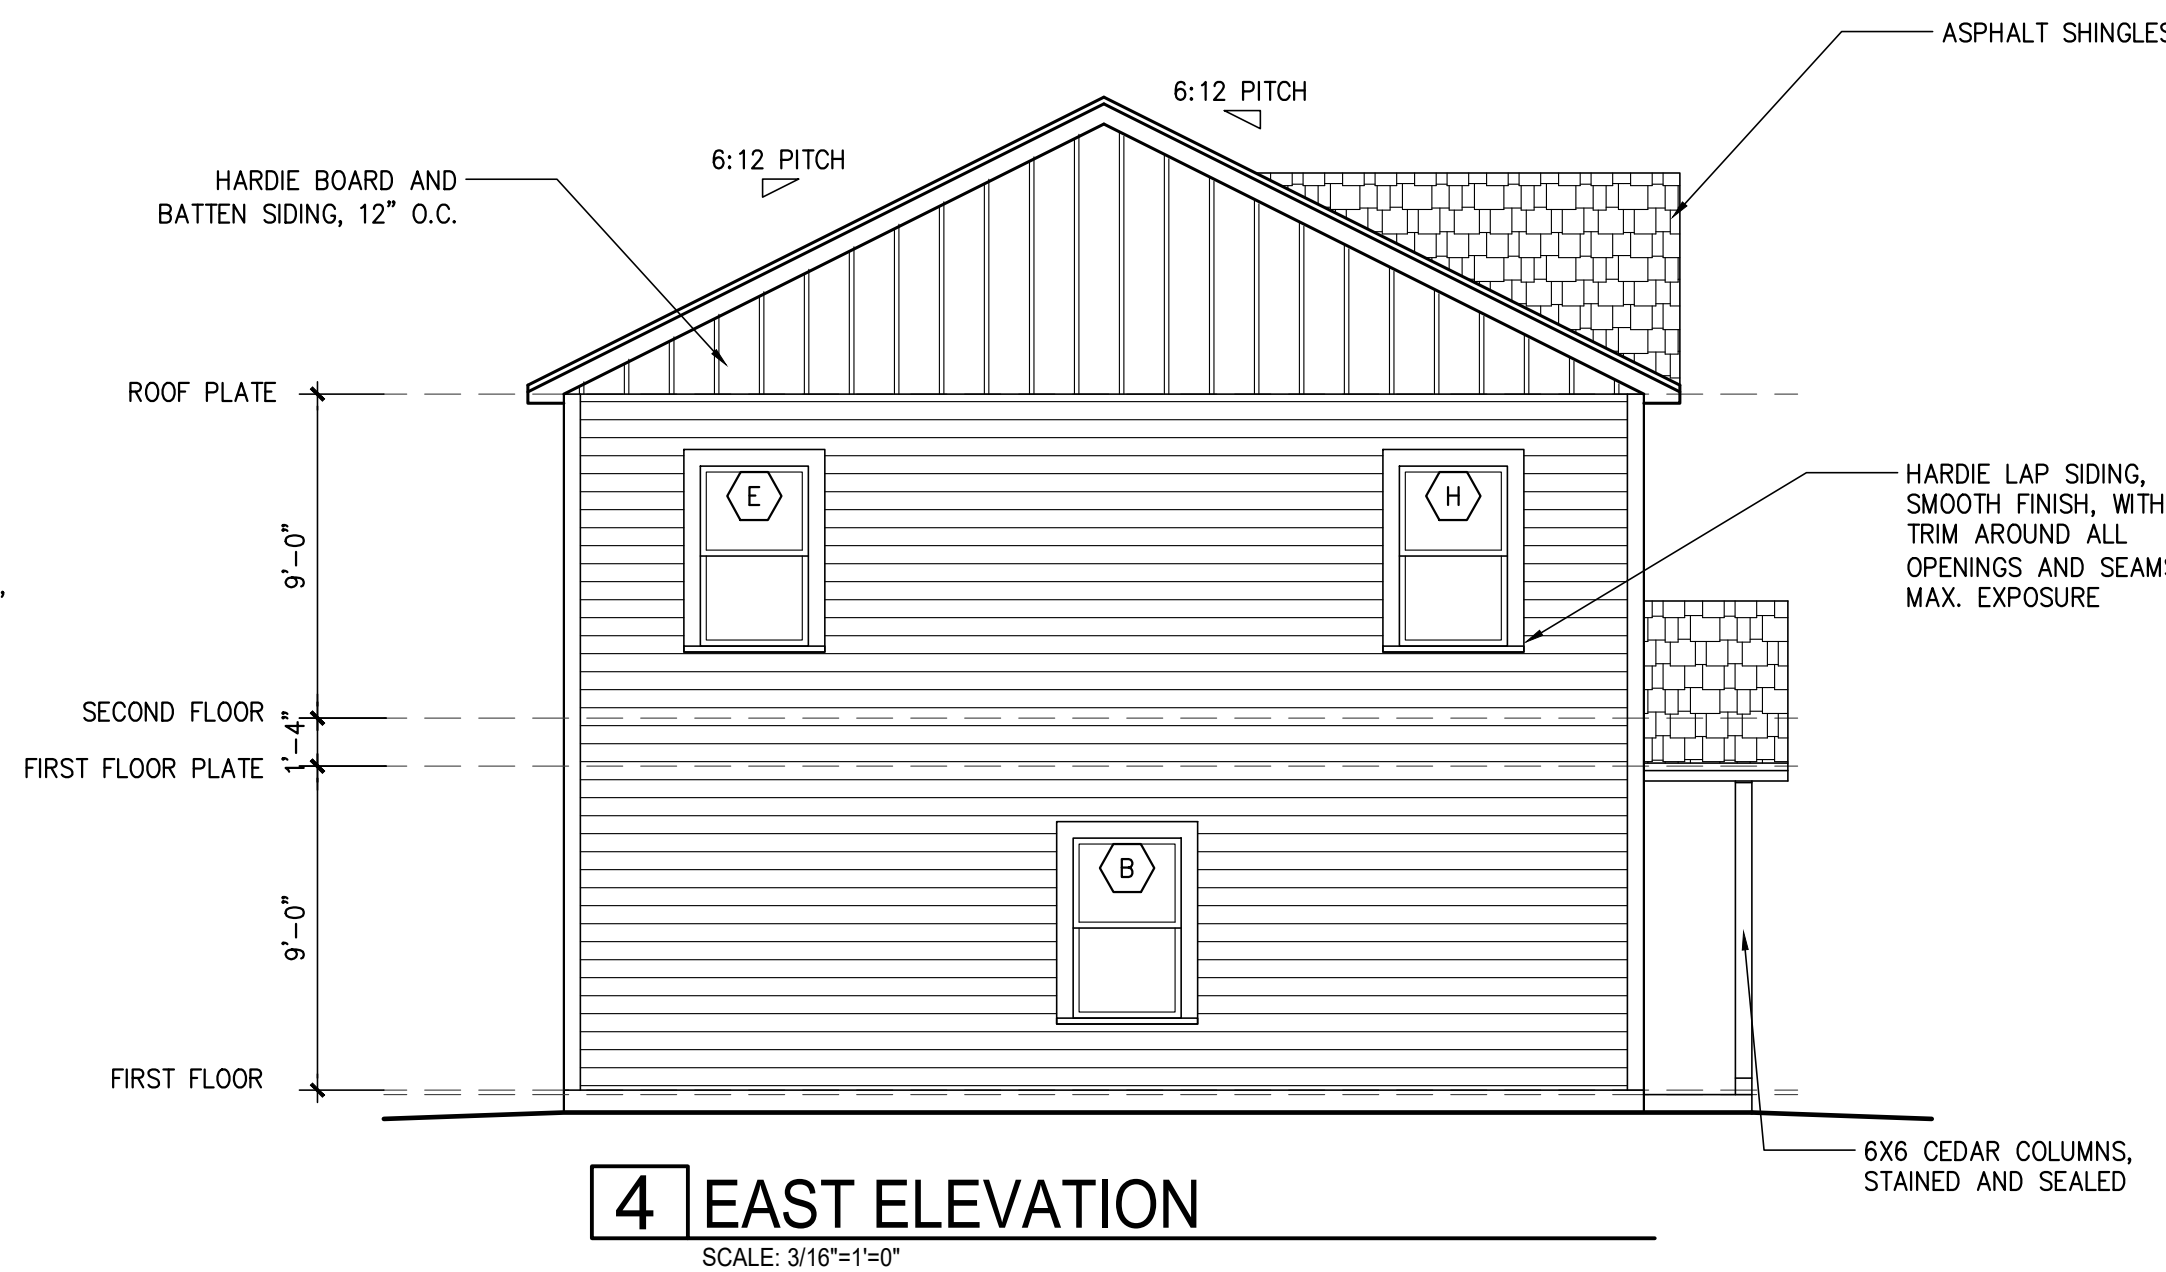 ASPHALT SHINGLES
6:12 PITCH
6:12 PITCH
HARDIE BOARD AND
BATTEN SIDING, 12” O.C.
ROOF PLATE
9'-0”
SECOND FLOOR
1'-4”
FIRST FLOOR PLATE
9'-0”
FIRST FLOOR
E
H
B
HARDIE LAP SIDING,
SMOOTH FINISH, WITH
TRIM AROUND ALL
OPENINGS AND SEAMS
MAX. EXPOSURE
6X6 CEDAR COLUMNS,
STAINED AND SEALED
4 EAST ELEVATION
SCALE: 3/16"=1'=0"